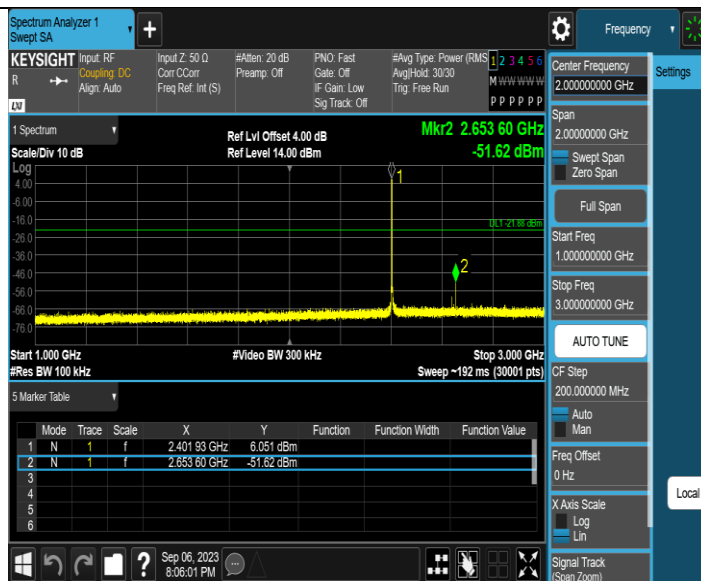 Spectrum Analyzer 1
Swept SA
+
Frequency
KEYSIGHT
R
LXI
Input: RF
Coupling: DC
Align: Auto
Input Z: 50 Ω
Corr CCorr
Freq Ref: Int (S)
#Atten: 20 dB
Preamp: Off
PNO: Fast
Gate: Off
IF Gain: Low
Sig Track: Off
#Avg Type: Power (RMS
Avg|Hold: 30/30
Trig: Free Run
1 2 3 4 5 6
M W W W W W
P P P P P P
1 Spectrum
Scale/Div 10 dB
Ref Lvl Offset 4.00 dB
Ref Level 14.00 dBm
Mkr2 2.653 60 GHz
-51.62 dBm
Log
4.00
-6.00
-16.0
-26.0
-36.0
-46.0
-56.0
-66.0
-76.0
1
DL1 -21.88 dBm
2
Start 1.000 GHz
#Res BW 100 kHz
#Video BW 300 kHz
Stop 3.000 GHz
Sweep ~192 ms (30001 pts)
5 Marker Table
Mode Trace Scale X Y Function Function Width Function Value
1 N 1 f 2.401 93 GHz 6.051 dBm
2 N 1 f 2.653 60 GHz -51.62 dBm
3
4
5
6
?
Sep 06, 2023
8:06:01 PM
Center Frequency
2.000000000 GHz
Settings
Span
2.00000000 GHz
Swept Span
Zero Span
Full Span
Start Freq
1.000000000 GHz
Stop Freq
3.000000000 GHz
AUTO TUNE
CF Step
200.000000 MHz
Auto
Man
Freq Offset
0 Hz
Local
X Axis Scale
Log
Lin
Signal Track
(Span Zoom)